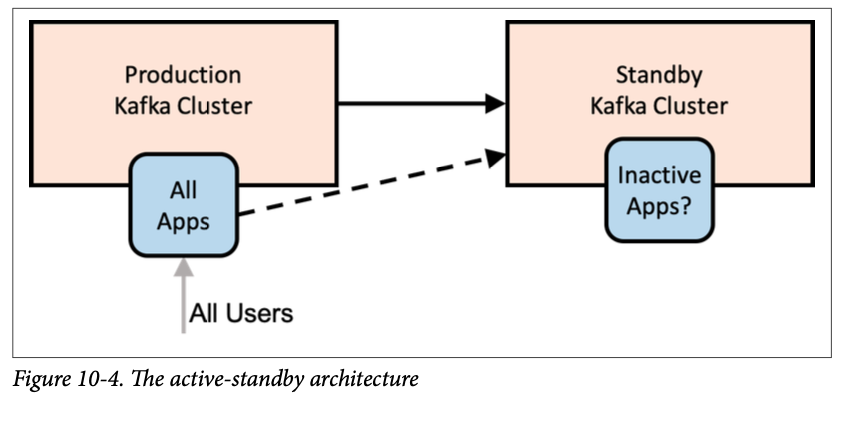 Production
Kafka Cluster
Standby
Kafka Cluster
All
Apps
Inactive
Apps?
All Users
Figure 10-4. The active-standby architecture